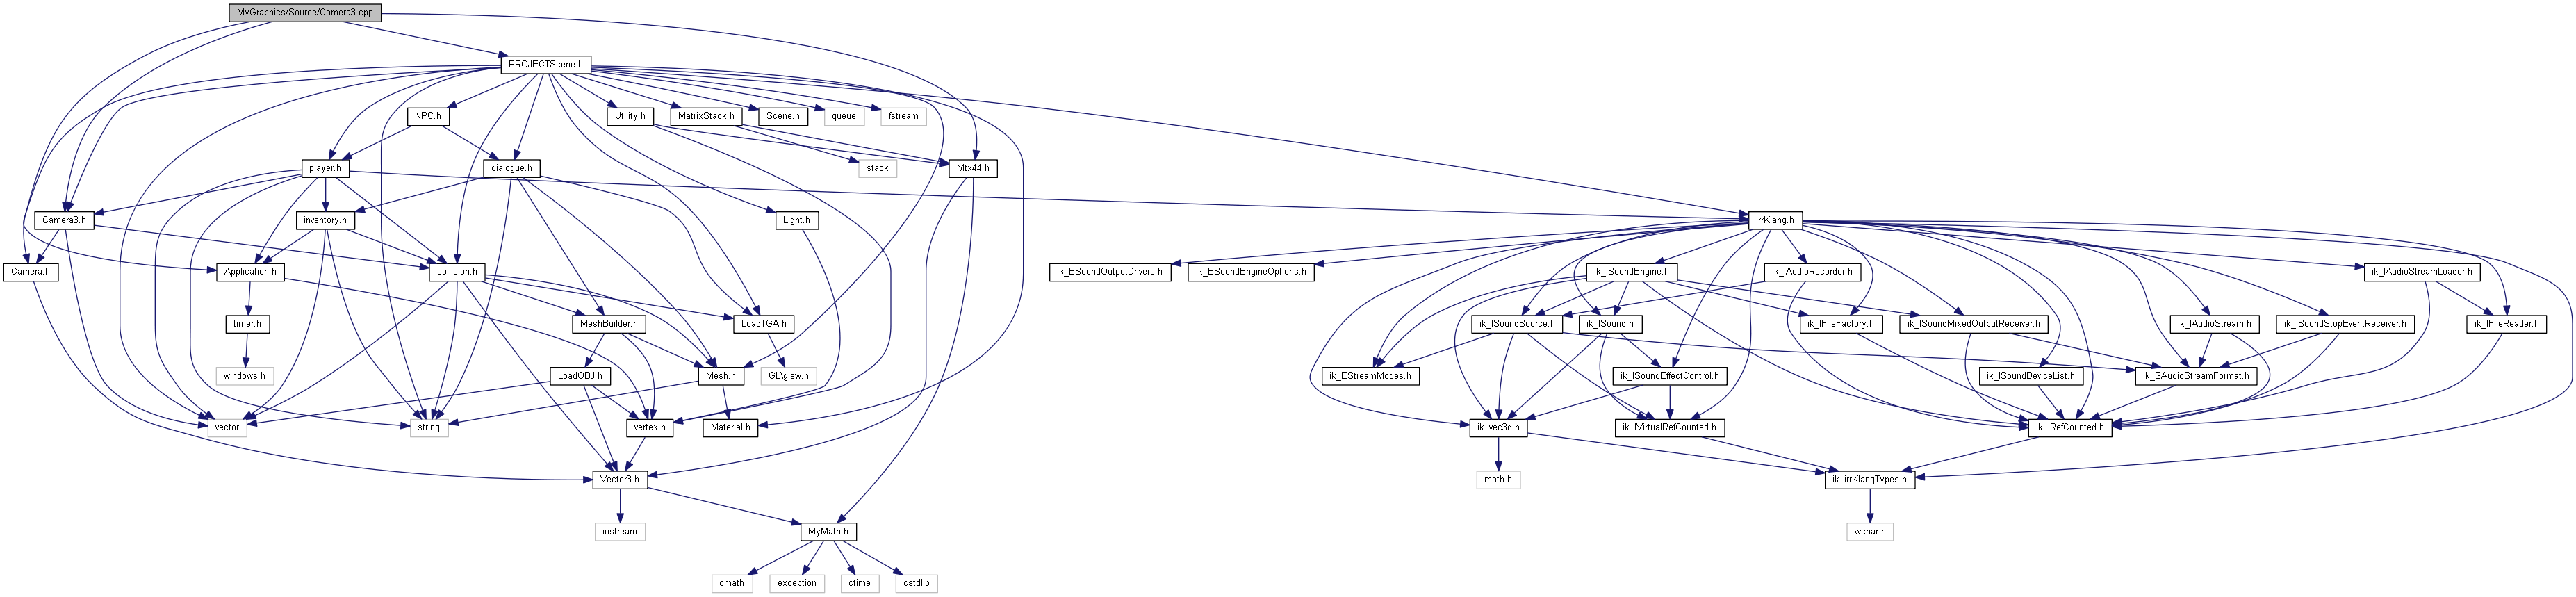 MyGraphics/Source/Camera3.cpp
PROJECTScene.h
NPC.h
Utility.h
MatrixStack.h
Scene.h
queue
fstream
player.h
dialogue.h
stack
Mtx44.h
Camera3.h
inventory.h
Light.h
irrKlang.h
Camera.h
Application.h
collision.h
ik_ESoundOutputDrivers.h
ik_ESoundEngineOptions.h
ik_ISoundEngine.h
ik_IAudioRecorder.h
ik_IAudioStreamLoader.h
timer.h
MeshBuilder.h
LoadTGA.h
ik_ISoundSource.h
ik_ISound.h
ik_IFileFactory.h
ik_ISoundMixedOutputReceiver.h
ik_IAudioStream.h
ik_ISoundStopEventReceiver.h
ik_IFileReader.h
windows.h
LoadOBJ.h
Mesh.h
GL\glew.h
ik_EStreamModes.h
ik_ISoundEffectControl.h
ik_ISoundDeviceList.h
ik_SAudioStreamFormat.h
vector
string
vertex.h
Material.h
ik_vec3d.h
ik_IVirtualRefCounted.h
ik_IRefCounted.h
Vector3.h
math.h
ik_irrKlangTypes.h
iostream
MyMath.h
wchar.h
cmath
exception
ctime
cstdlib